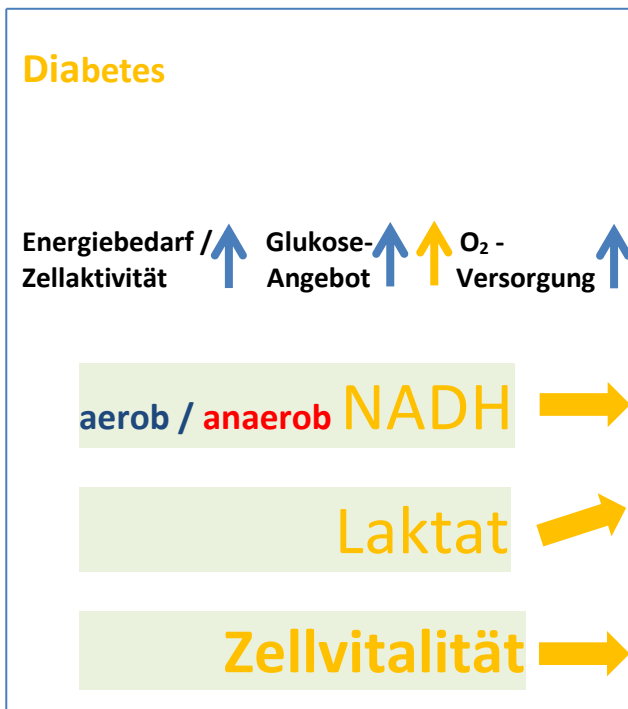 Diabetes
Energiebedarf / Glukose- O₂ -
Zellaktivität Angebot Versorgung
aerob / anaerob NADH
Laktat
Zellvitalität